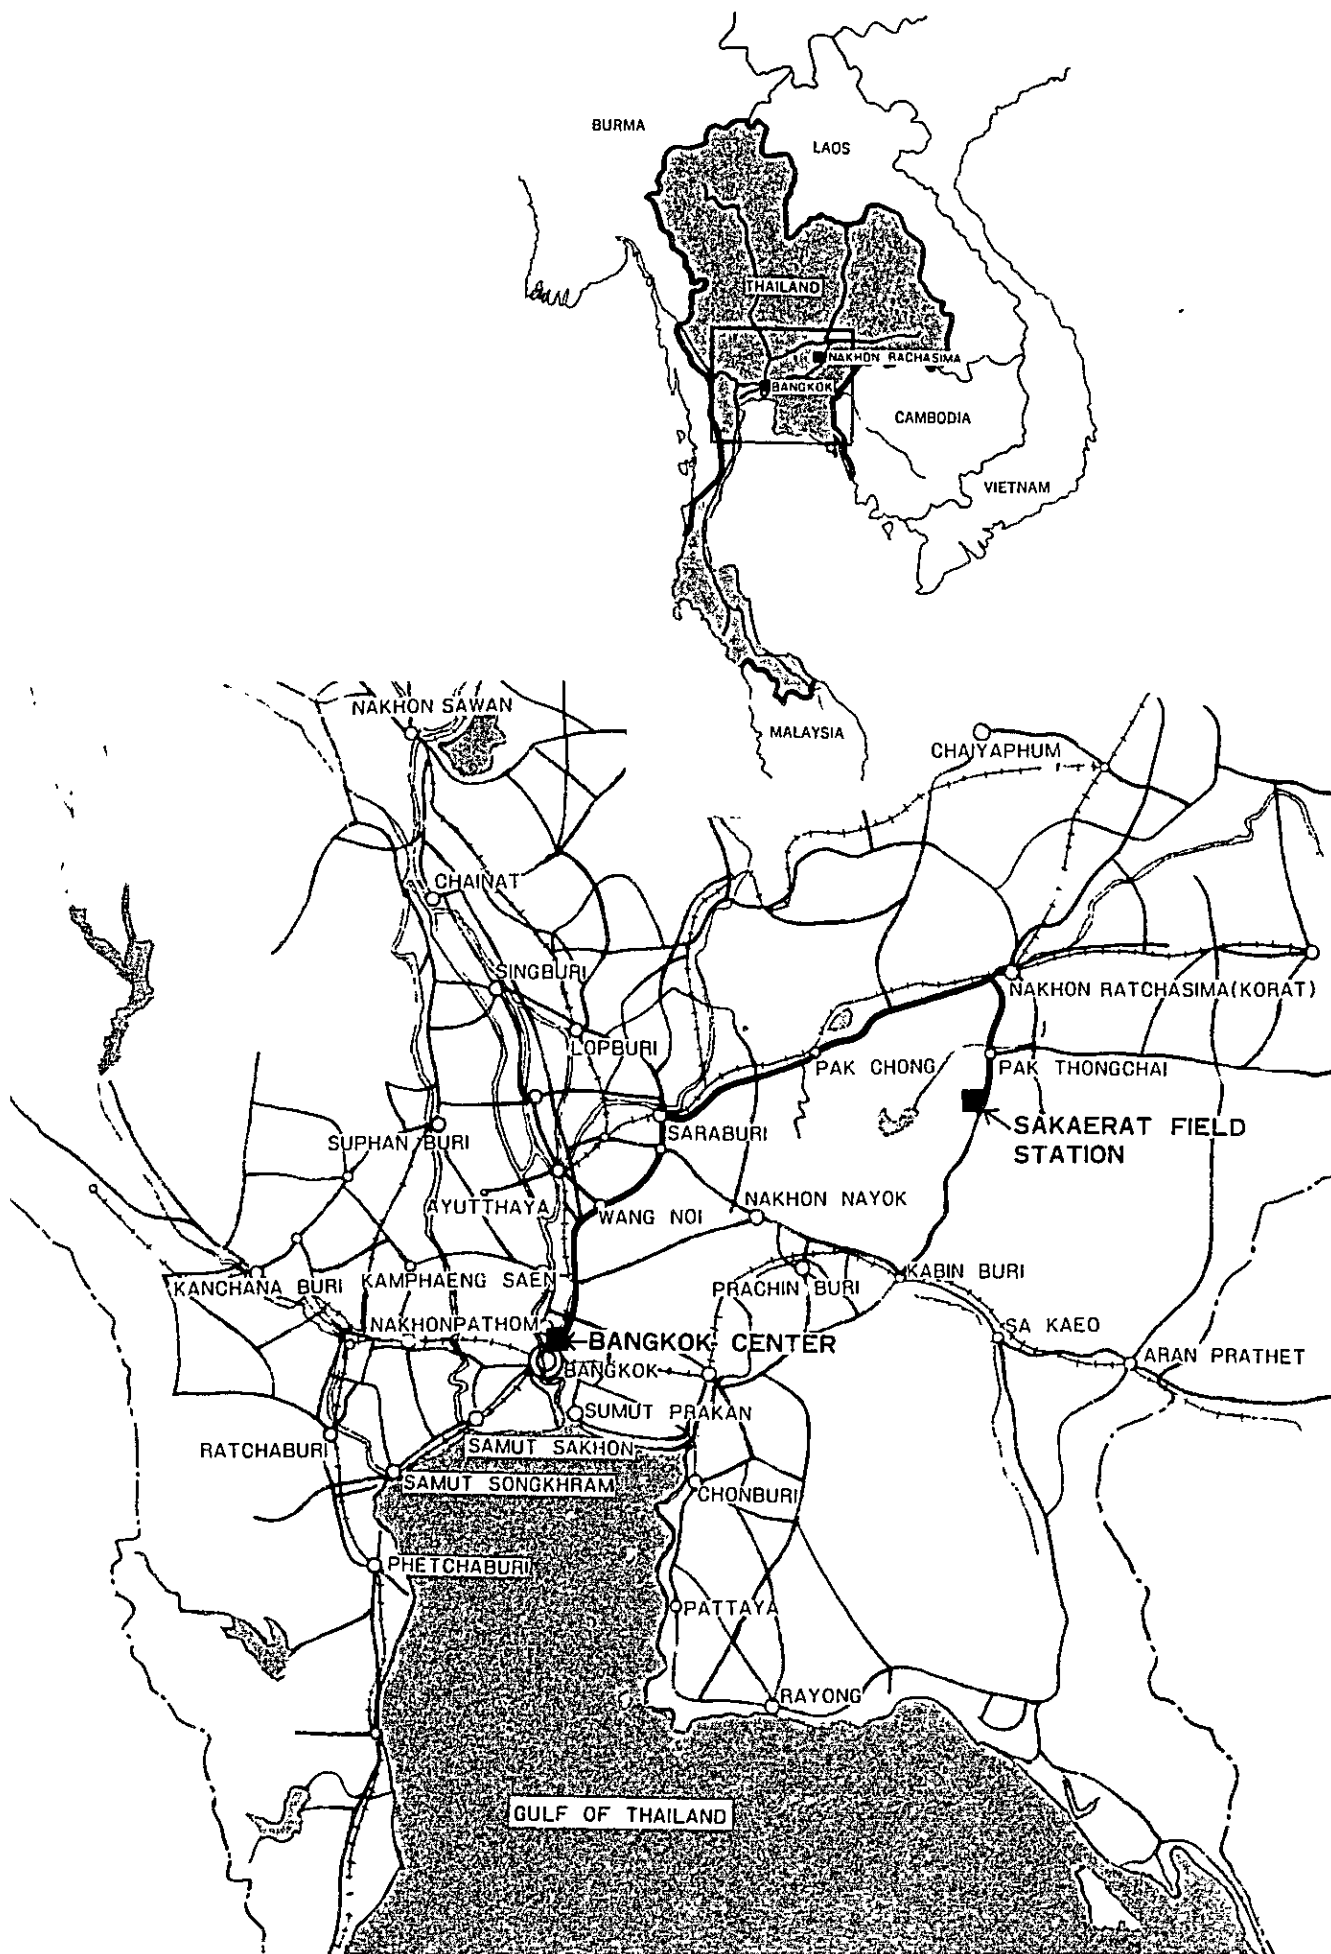 BURMA
LAOS
THAILAND
NAKHON RACHASIMA
BANGKOK
CAMBODIA
VIETNAM
MALAYSIA
NAKHON SAWAN
CHAIYAPHUM
CHAINAT
SINGBURI
NAKHON RATCHASIMA(KORAT)
LOPBURI
PAK CHONG
PAK THONGCHAI
SARABURI
SAKAERAT FIELD
STATION
SUPHAN BURI
AYUTTHAYA
WANG NOI
NAKHON NAYOK
KANCHANA BURI
KAMPHAENG SAEN
PRACHIN BURI
KABIN BURI
NAKHONPATHOM
BANGKOK CENTER
SA KAEO
BANGKOK
ARAN PRATHET
SUMUT PRAKAN
RATCHABURI
SAMUT SAKHON
SAMUT SONGKHRAM
CHONBURI
PHETCHABURI
PATTAYA
RAYONG
GULF OF THAILAND